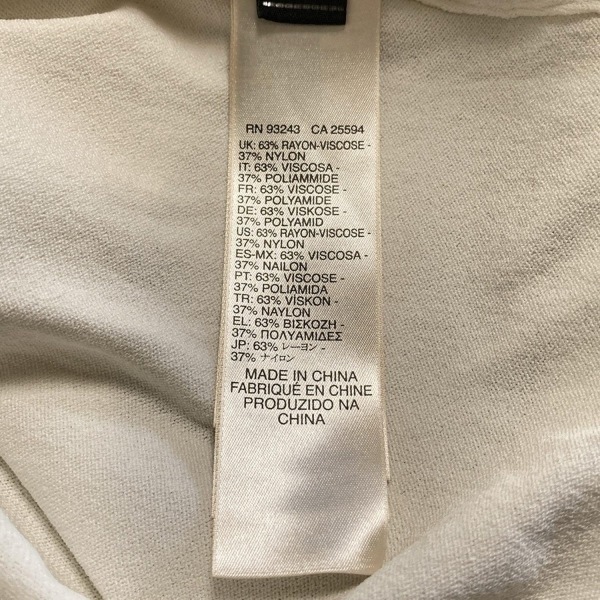 RN 93243 CA 25594
UK: 63% RAYON-VISCOSE -
37% NYLON
IT: 63% VISCOSA -
37% POLIAMMIDE
FR: 63% VISCOSE -
37% POLYAMIDE
DE: 63% VISKOSE -
37% POLYAMID
US: 63% RAYON-VISCOSE -
37% NYLON
ES-MX: 63% VISCOSA -
37% NAILON
PT: 63% VISCOSE -
37% POLIAMIDA
TR: 63% VİSKON -
37% NAYLON
EL: 63% ΒΙΣΚΟΖΗ -
37% ΠΟΛΥΑΜΙΔΕΣ
JP: 63% レーヨン -
37% ナイロン
MADE IN CHINA
FABRIQUÉ EN CHINE
PRODUZIDO NA
CHINA